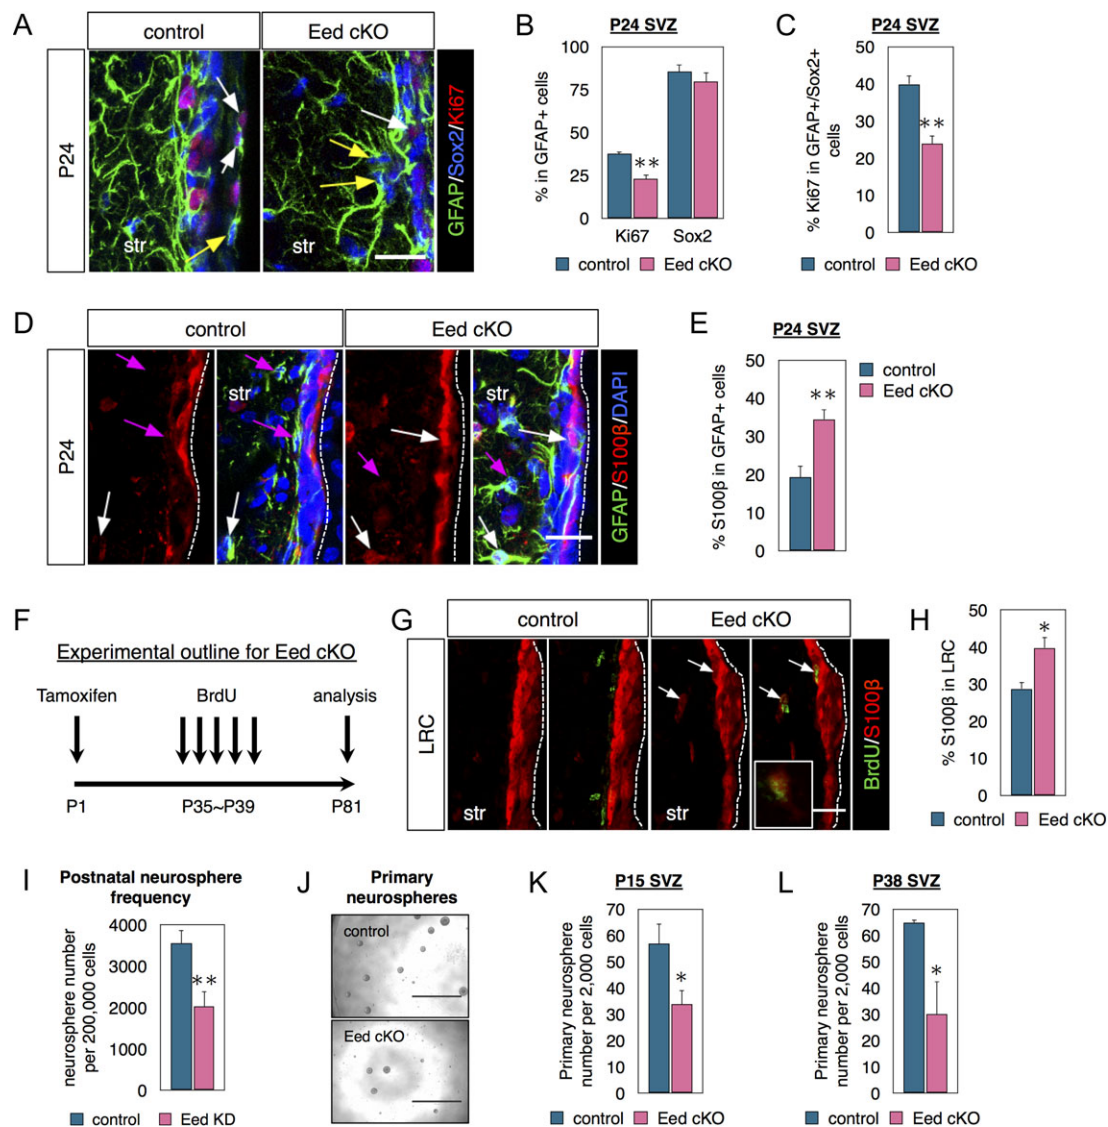 A
control
Eed cKO
P24
str
str
GFAP/Sox2/Ki67
B
P24 SVZ
% in GFAP+ cells
100
75
50
25
0
Ki67
Sox2
**
control
Eed cKO
C
P24 SVZ
% Ki67 in GFAP+/Sox2+
cells
50
40
30
20
10
0
**
control
Eed cKO
D
control
Eed cKO
P24
str
str
GFAP/S100β/DAPI
E
P24 SVZ
% S100β in GFAP+ cells
50
40
30
20
10
0
**
control
Eed cKO
F
Experimental outline for Eed cKO
Tamoxifen
BrdU
analysis
P1
P35~P39
P81
G
control
Eed cKO
LRC
str
str
BrdU/S100β
H
% S100β in LRC
50
40
30
20
10
0
*
control
Eed cKO
I
Postnatal neurosphere
frequency
neurosphere number
per 200,000 cells
4000
3000
2000
1000
0
**
control
Eed KD
J
Primary
neurospheres
control
Eed cKO
K
P15 SVZ
Primary neurosphere
number per 2,000 cells
70
60
50
40
30
20
10
0
*
control
Eed cKO
L
P38 SVZ
Primary neurosphere
number per 2,000 cells
70
60
50
40
30
20
10
0
*
control
Eed cKO